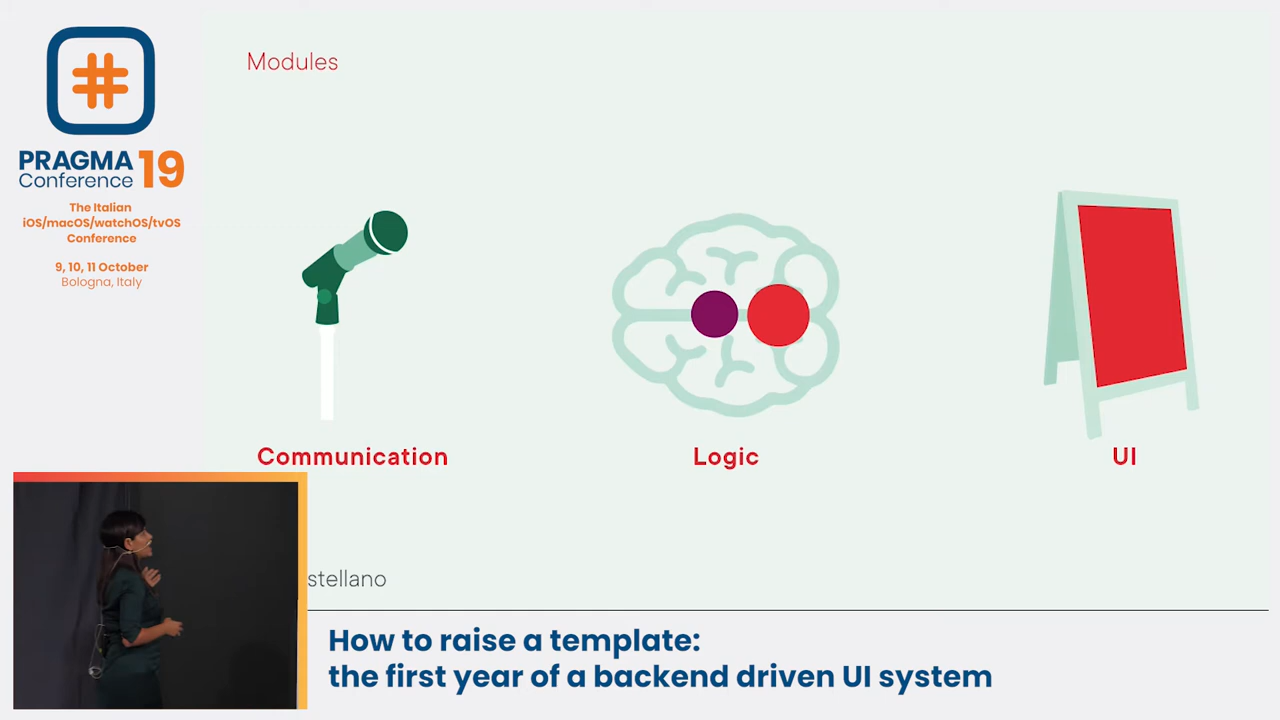 PRAGMA 19
Conference
The Italian
iOS/macOS/watchOS/tvOS
Conference
9, 10, 11 October
Bologna, Italy
Modules
Communication
Logic
UI
stellano
How to raise a template:
the first year of a backend driven UI system